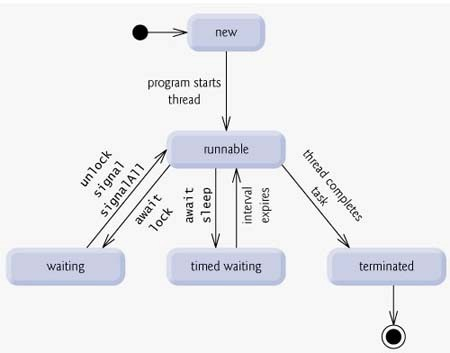 new
program starts
thread
runnable
unlock
signal
signalAll
await
lock
await
sleep
interval
expires
thread completes
task
waiting
timed waiting
terminated